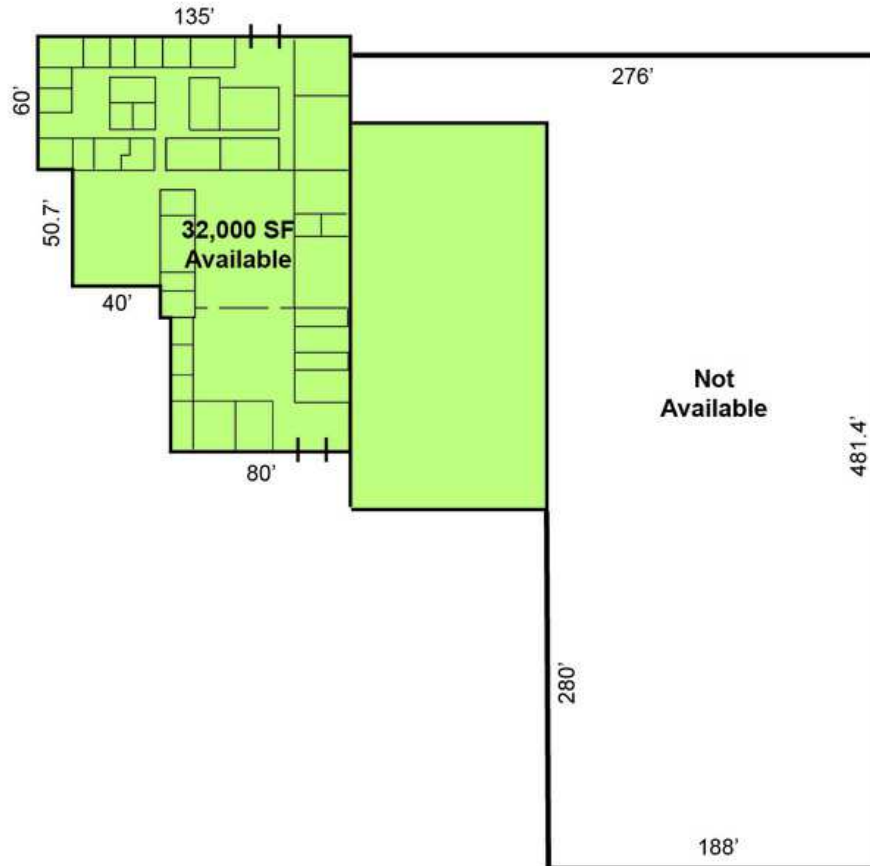 135’
276’
60’
50.7’
32,000 SF
Available
40’
Not
Available
481.4’
80’
280’
188’